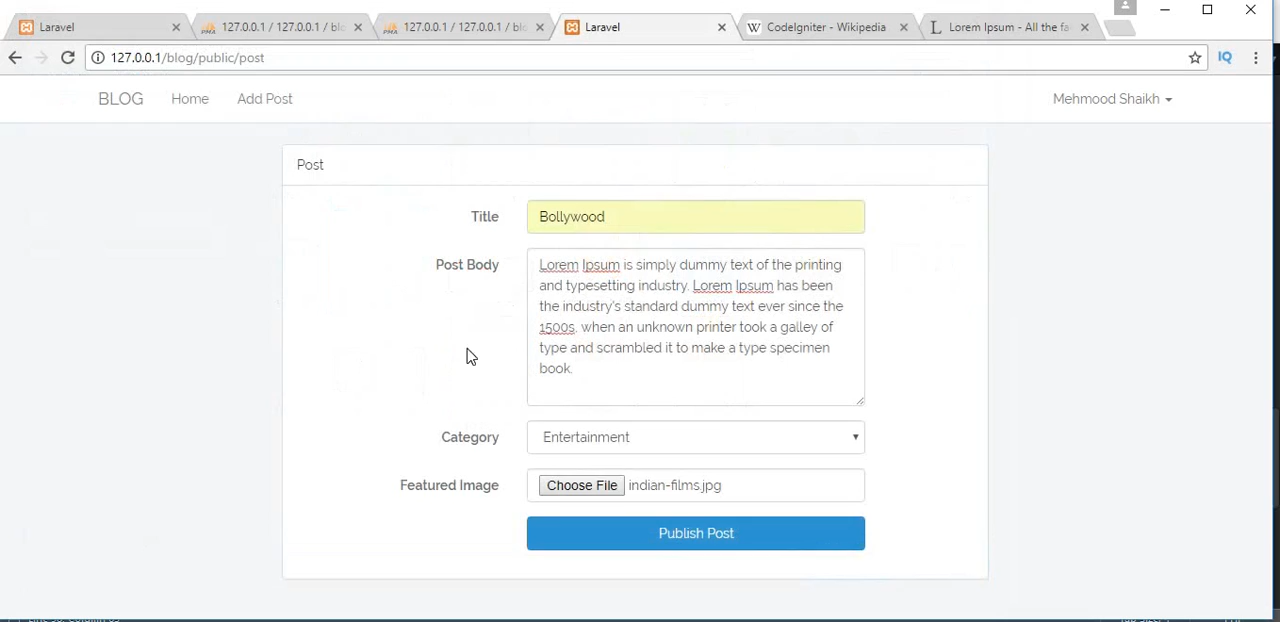 Laravel
127.0.0.1 / 127.0.0.1 / blo
127.0.0.1 / 127.0.0.1 / blo
Laravel
CodeIgniter - Wikipedia
Lorem Ipsum - All the fa
127.0.0.1/blog/public/post
IQ
BLOG
Home
Add Post
Mehmood Shaikh
Post
Title
Bollywood
Post Body
Lorem Ipsum is simply dummy text of the printing
and typesetting industry. Lorem Ipsum has been
the industry's standard dummy text ever since the
1500s, when an unknown printer took a galley of
type and scrambled it to make a type specimen
book.
Category
Entertainment
Featured Image
Choose File indian-films.jpg
Publish Post